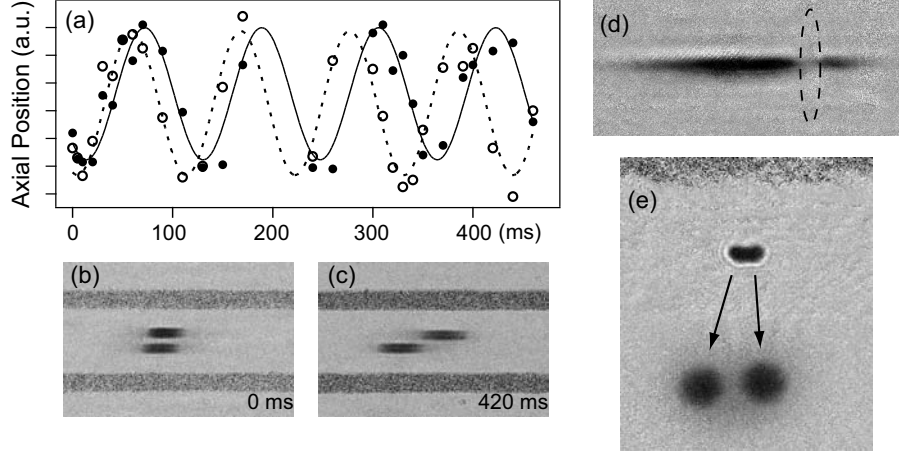 (a)
Axial Position (a.u.)
0 100 200 300 400 (ms)
(b)
0 ms
(c)
420 ms
(d)
(e)